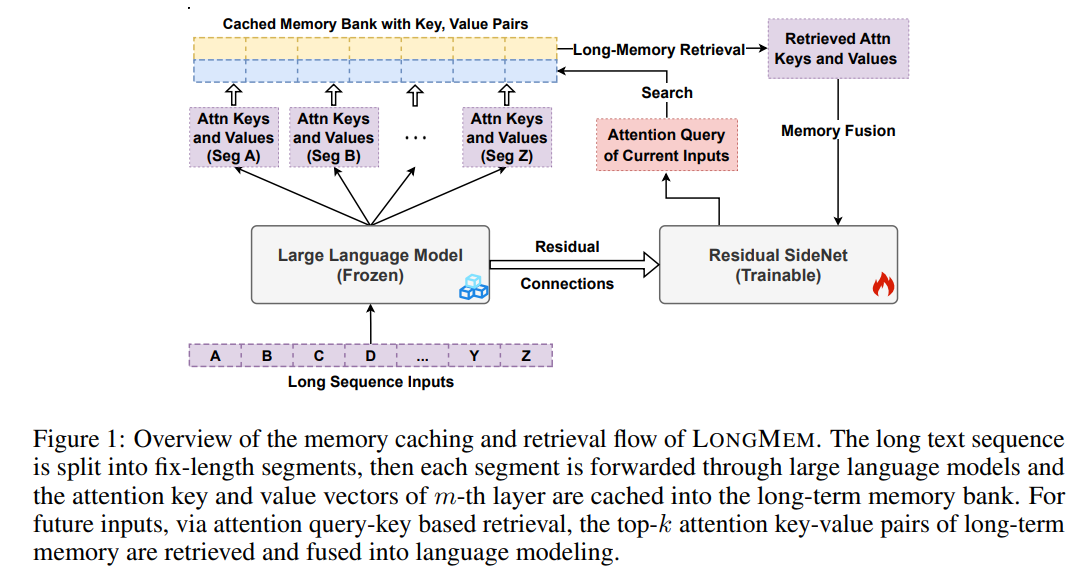 Cached Memory Bank with Key, Value Pairs
Long-Memory Retrieval
Retrieved Attn
Keys and Values
Search
Attn Keys
and Values
(Seg A)
Attn Keys
and Values
(Seg B)
...
Attn Keys
and Values
(Seg Z)
Attention Query
of Current Inputs
Memory Fusion
Large Language Model
(Frozen)
Residual
Connections
Residual SideNet
(Trainable)
A B C D ... Y Z
Long Sequence Inputs
Figure 1: Overview of the memory caching and retrieval flow of LONGMEM. The long text sequence
is split into fix-length segments, then each segment is forwarded through large language models and
the attention key and value vectors of m-th layer are cached into the long-term memory bank. For
future inputs, via attention query-key based retrieval, the top-k attention key-value pairs of long-term
memory are retrieved and fused into language modeling.